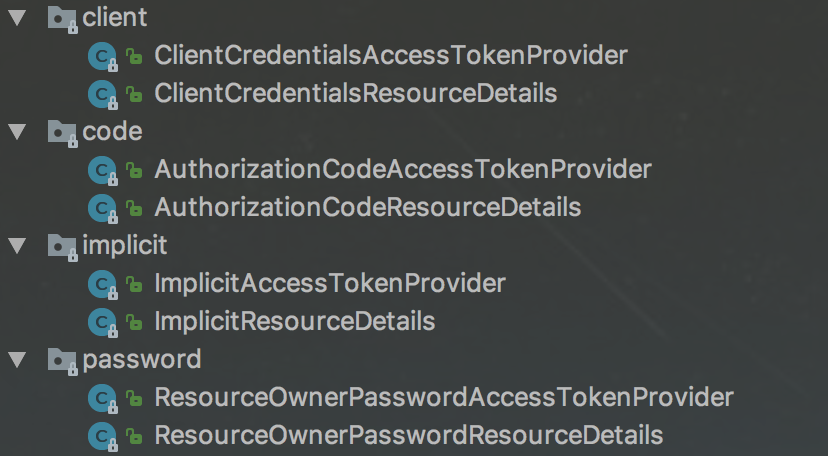 client
ClientCredentialsAccessTokenProvider
ClientCredentialsResourceDetails
code
AuthorizationCodeAccessTokenProvider
AuthorizationCodeResourceDetails
implicit
ImplicitAccessTokenProvider
ImplicitResourceDetails
password
ResourceOwnerPasswordAccessTokenProvider
ResourceOwnerPasswordResourceDetails